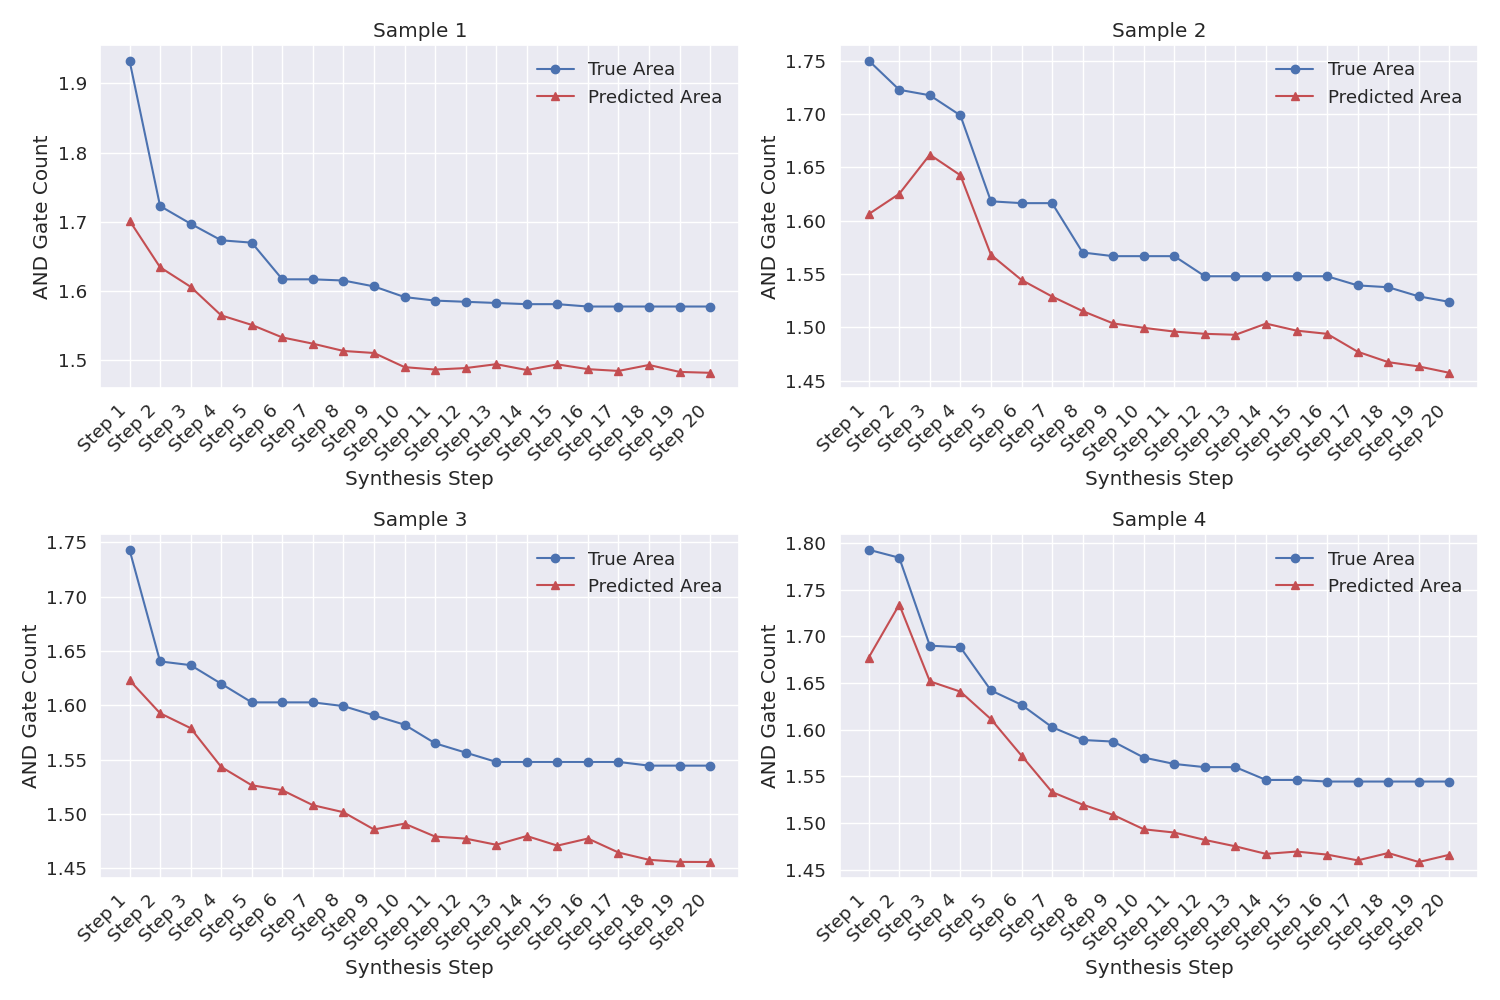 Sample 1
AND Gate Count
1.9
1.8
1.7
1.6
1.5
True Area
Predicted Area
Step 1
Step 2
Step 3
Step 4
Step 5
Step 6
Step 7
Step 8
Step 9
Step 10
Step 11
Step 12
Step 13
Step 14
Step 15
Step 16
Step 17
Step 18
Step 19
Step 20
Synthesis Step
Sample 2
AND Gate Count
1.75
1.70
1.65
1.60
1.55
1.50
1.45
True Area
Predicted Area
Step 1
Step 2
Step 3
Step 4
Step 5
Step 6
Step 7
Step 8
Step 9
Step 10
Step 11
Step 12
Step 13
Step 14
Step 15
Step 16
Step 17
Step 18
Step 19
Step 20
Synthesis Step
Sample 3
AND Gate Count
1.75
1.70
1.65
1.60
1.55
1.50
1.45
True Area
Predicted Area
Step 1
Step 2
Step 3
Step 4
Step 5
Step 6
Step 7
Step 8
Step 9
Step 10
Step 11
Step 12
Step 13
Step 14
Step 15
Step 16
Step 17
Step 18
Step 19
Step 20
Synthesis Step
Sample 4
AND Gate Count
1.80
1.75
1.70
1.65
1.60
1.55
1.50
1.45
True Area
Predicted Area
Step 1
Step 2
Step 3
Step 4
Step 5
Step 6
Step 7
Step 8
Step 9
Step 10
Step 11
Step 12
Step 13
Step 14
Step 15
Step 16
Step 17
Step 18
Step 19
Step 20
Synthesis Step